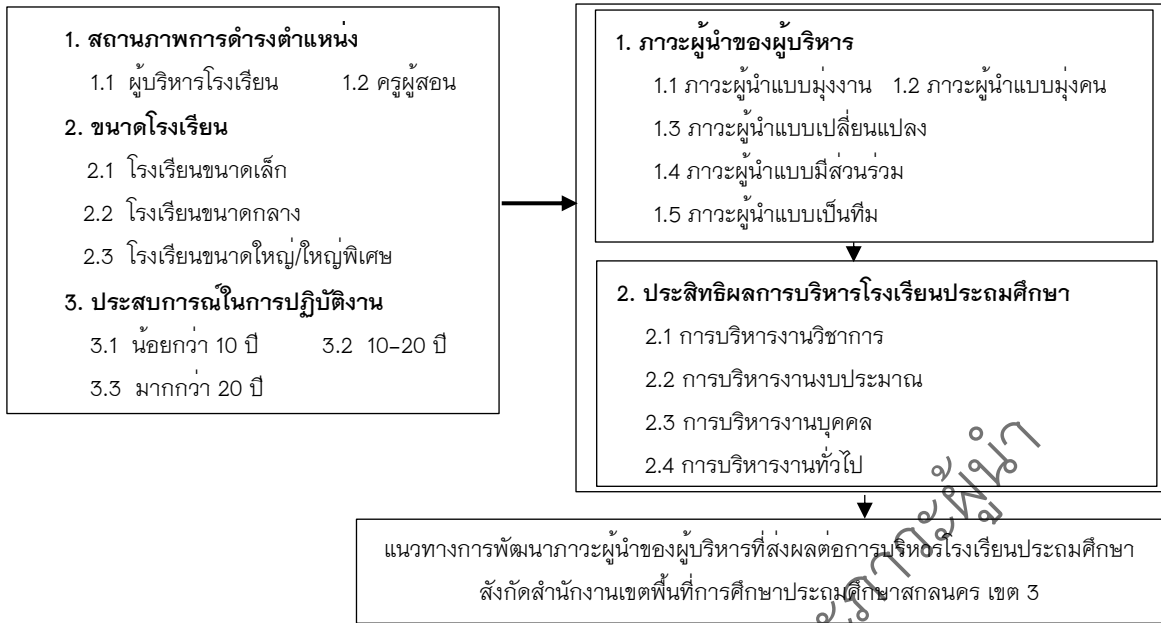 1. สถานภาพการดำรงตำแหน่ง
1.1 ผู้บริหารโรงเรียน 1.2 ครูผู้สอน
2. ขนาดโรงเรียน
2.1 โรงเรียนขนาดเล็ก
2.2 โรงเรียนขนาดกลาง
2.3 โรงเรียนขนาดใหญ่/ใหญ่พิเศษ
3. ประสบการณ์ในการปฏิบัติงาน
3.1 น้อยกว่า 10 ปี 3.2 10–20 ปี
3.3 มากกว่า 20 ปี
1. ภาวะผู้นำของผู้บริหาร
1.1 ภาวะผู้นำแบบมุ่งงาน 1.2 ภาวะผู้นำแบบมุ่งคน
1.3 ภาวะผู้นำแบบเปลี่ยนแปลง
1.4 ภาวะผู้นำแบบมีส่วนร่วม
1.5 ภาวะผู้นำแบบเป็นทีม
2. ประสิทธิผลการบริหารโรงเรียนประถมศึกษา
2.1 การบริหารงานวิชาการ
2.2 การบริหารงานงบประมาณ
2.3 การบริหารงานบุคคล
2.4 การบริหารงานทั่วไป
แนวทางการพัฒนาภาวะผู้นำของผู้บริหารที่ส่งผลต่อการบริหารโรงเรียนประถมศึกษา
สังกัดสำนักงานเขตพื้นที่การศึกษาประถมศึกษาสกลนคร เขต 3